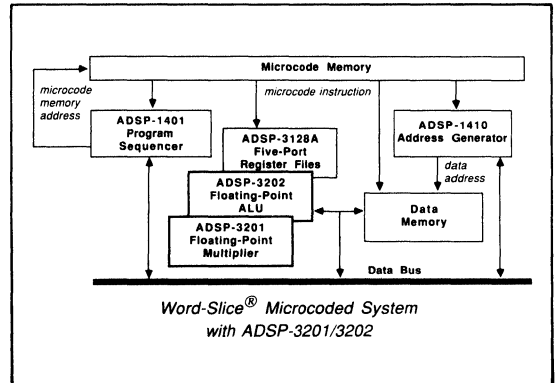 Microcode Memory
microcode
memory
address
microcode instruction
ADSP-1401
Program
Sequencer
ADSP-3128A
Five-Port
Register Files
ADSP-1410
Address Generator
data
address
ADSP-3202
Floating-Point
ALU
ADSP-3201
Floating-Point
Multiplier
Data
Memory
Data Bus
Word-Slice® Microcoded System
with ADSP-3201/3202